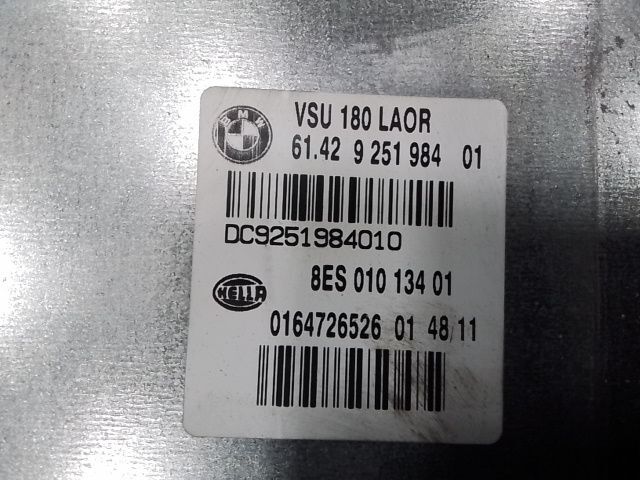 BMW
VSU 180 LAOR
61.42 9 251 984 01
DC9251984010
8ES 010 134 01
HELLA
0164726526 01 48/11